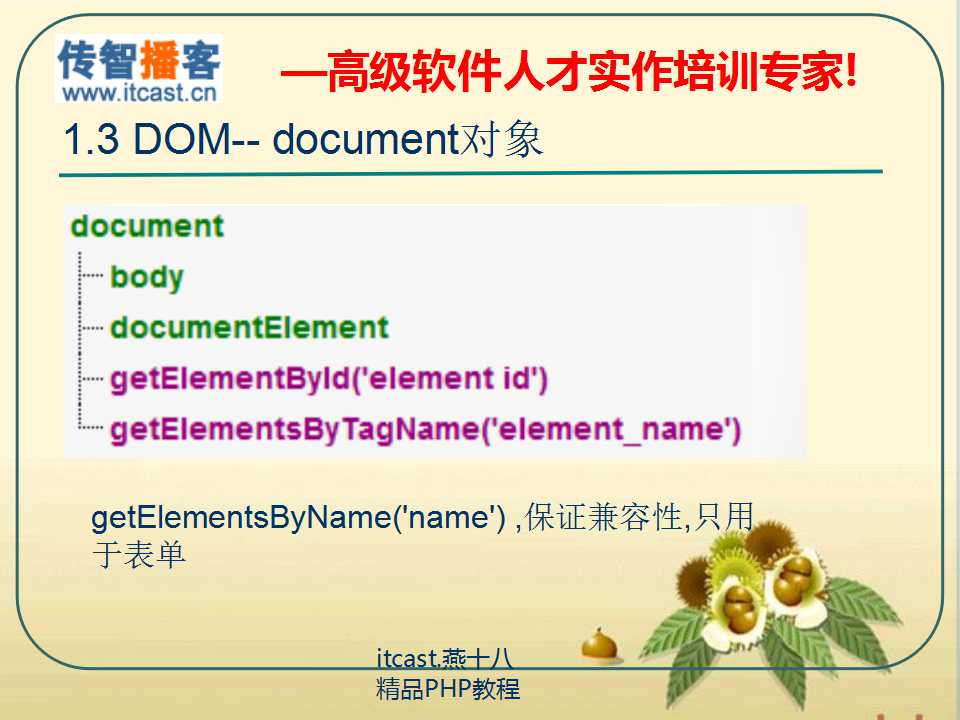 传智播客
www.itcast.cn
—高级软件人才实作培训专家!
1.3 DOM-- document对象
document
body
documentElement
getElementById('element id')
getElementsByTagName('element_name')
getElementsByName('name') ,保证兼容性,只用
于表单
itcast.燕十八
精品PHP教程